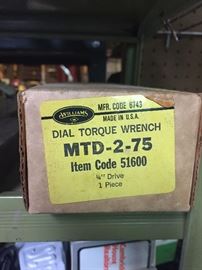 WILLIAMS
MFR. CODE 6743
MADE IN U.S.A.
DIAL TORQUE WRENCH
MTD-2-75
Item Code 51600
¼" Drive
1 Piece